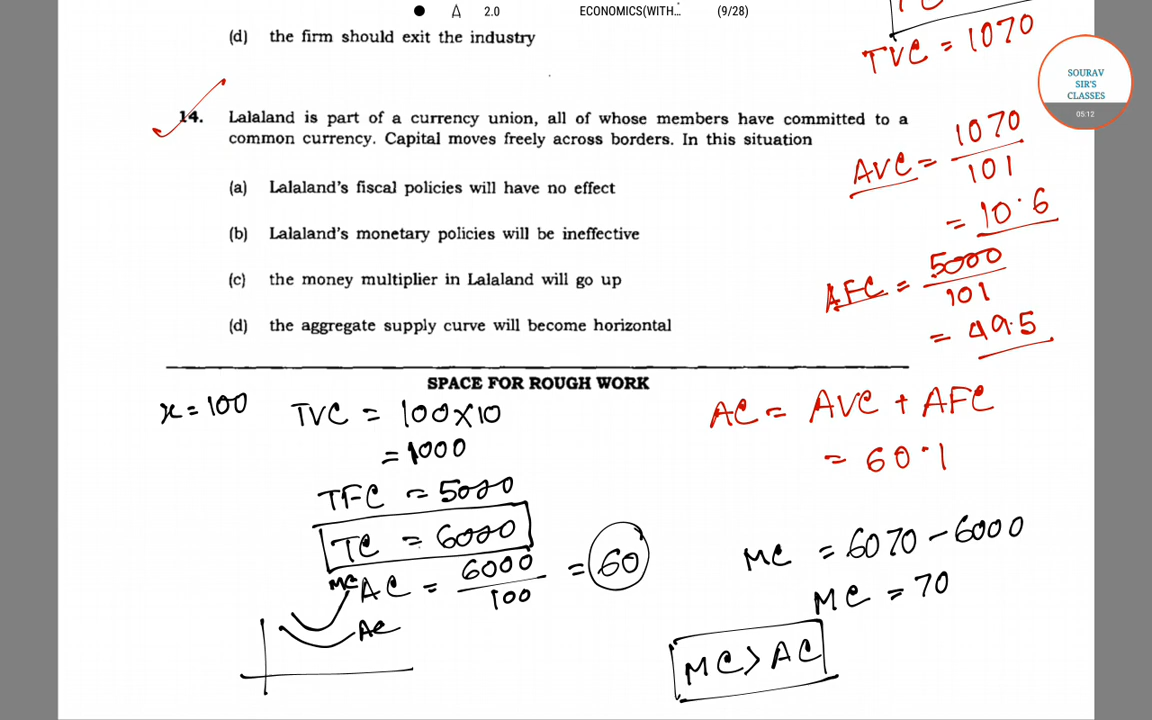 A 2.0 ECONOMICS(WITH... (9/28)
(d) the firm should exit the industry
TVC = 1070
SOURAV
SIR'S
CLASSES
05:12
14. Lalaland is part of a currency union, all of whose members have committed to a
common currency. Capital moves freely across borders. In this situation
(a) Lalaland's fiscal policies will have no effect
(b) Lalaland's monetary policies will be ineffective
(c) the money multiplier in Lalaland will go up
(d) the aggregate supply curve will become horizontal
AVC = 1070
101
= 10.6
AFC = 5000
101
= 49.5
SPACE FOR ROUGH WORK
x = 100
TVC = 100×10
= 1000
TFC = 5000
TC = 6000
AC = 6000
100
= 60
MC
AC
AC = AVC + AFC
= 60.1
MC = 6070 - 6000
MC = 70
MC > AC